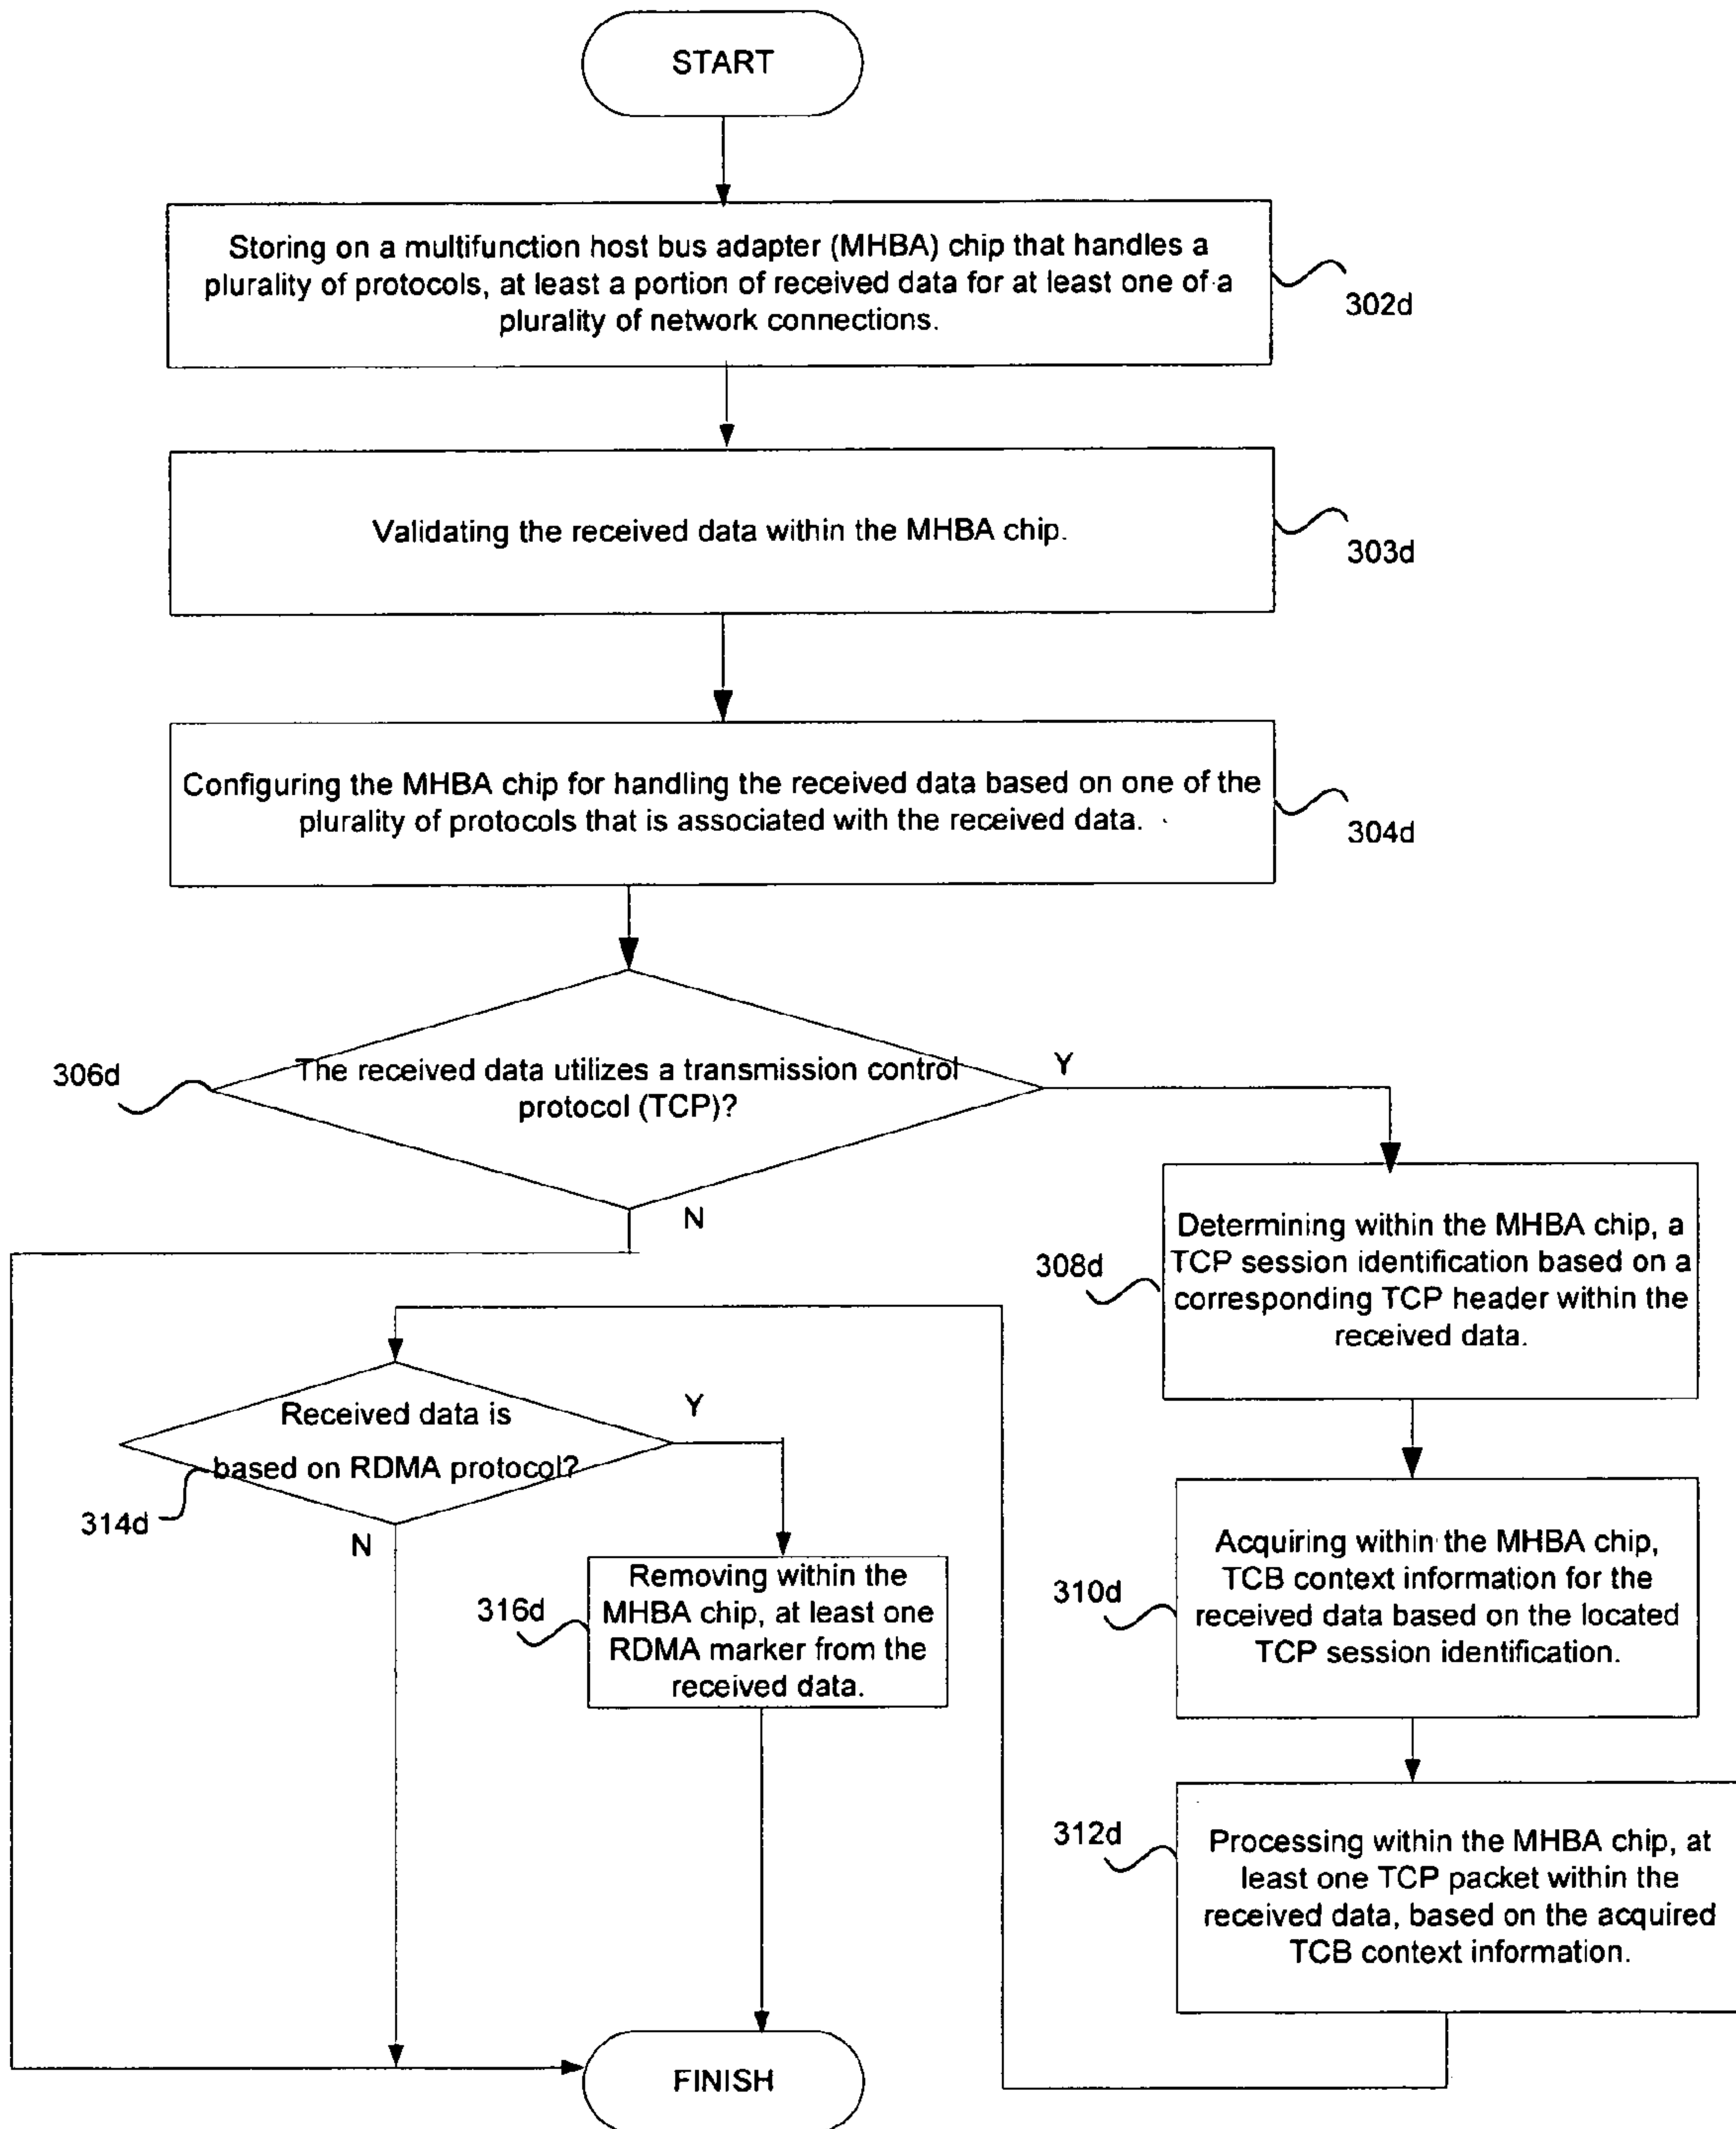 START
Storing on a multifunction host bus adapter (MHBA) chip that handles a
plurality of protocols, at least a portion of received data for at least one of a
plurality of network connections.
302d
Validating the received data within the MHBA chip.
303d
Configuring the MHBA chip for handling the received data based on one of the
plurality of protocols that is associated with the received data.
304d
306d
The received data utilizes a transmission control
protocol (TCP)?
Y
N
308d
Determining within the MHBA chip, a
TCP session identification based on a
corresponding TCP header within the
received data.
310d
Acquiring within the MHBA chip,
TCB context information for the
received data based on the located
TCP session identification.
312d
Processing within the MHBA chip, at
least one TCP packet within the
received data, based on the acquired
TCB context information.
Received data is
based on RDMA protocol?
314d
Y
N
316d
Removing within the
MHBA chip, at least one
RDMA marker from the
received data.
FINISH